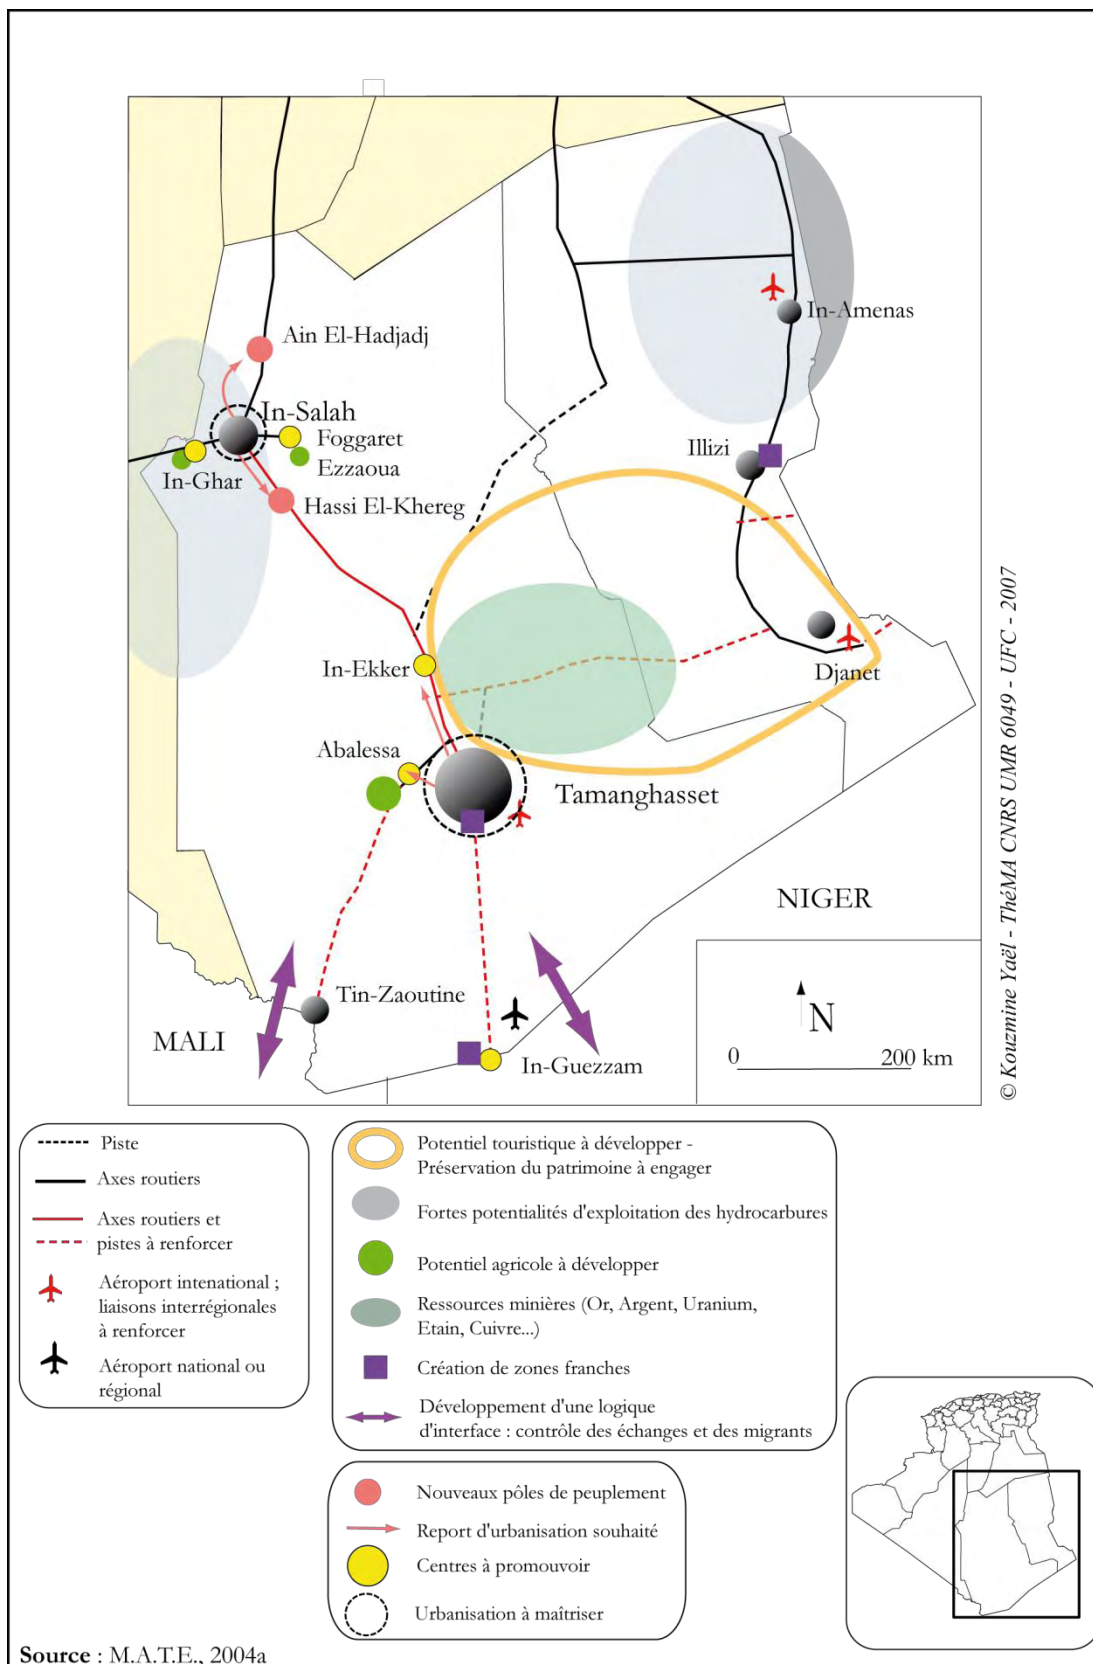 Ain El-Hadjadj
In-Salah
Foggaret
Ezzaoua
In-Ghar
Hassi El-Khereg
In-Amenas
Illizi
In-Ekker
Djanet
Abalessa
Tamanghasset
NIGER
Tin-Zaoutine
MALI
In-Guezzam
N
0 200 km
© Kouzmine Yaël - ThéMA CNRS UMR 6049 - UFC - 2007
Piste
Axes routiers
Axes routiers et
pistes à renforcer
Aéroport intenational ;
liaisons interrégionales
à renforcer
Aéroport national ou
régional
Potentiel touristique à développer -
Préservation du patrimoine à engager
Fortes potentialités d'exploitation des hydrocarbures
Potentiel agricole à développer
Ressources minières (Or, Argent, Uranium,
Etain, Cuivre...)
Création de zones franches
Développement d'une logique
d'interface : contrôle des échanges et des migrants
Nouveaux pôles de peuplement
Report d'urbanisation souhaité
Centres à promouvoir
Urbanisation à maîtriser
Source : M.A.T.E., 2004a